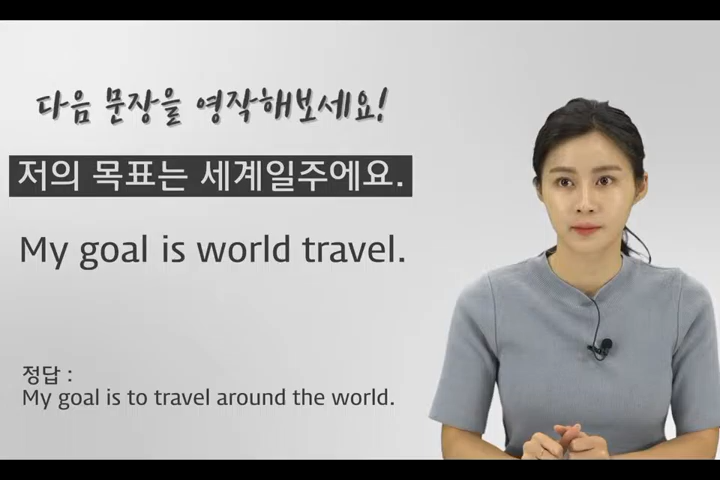 다음 문장을 영작해보세요!
저의 목표는 세계일주에요.
My goal is world travel.
정답 :
My goal is to travel around the world.